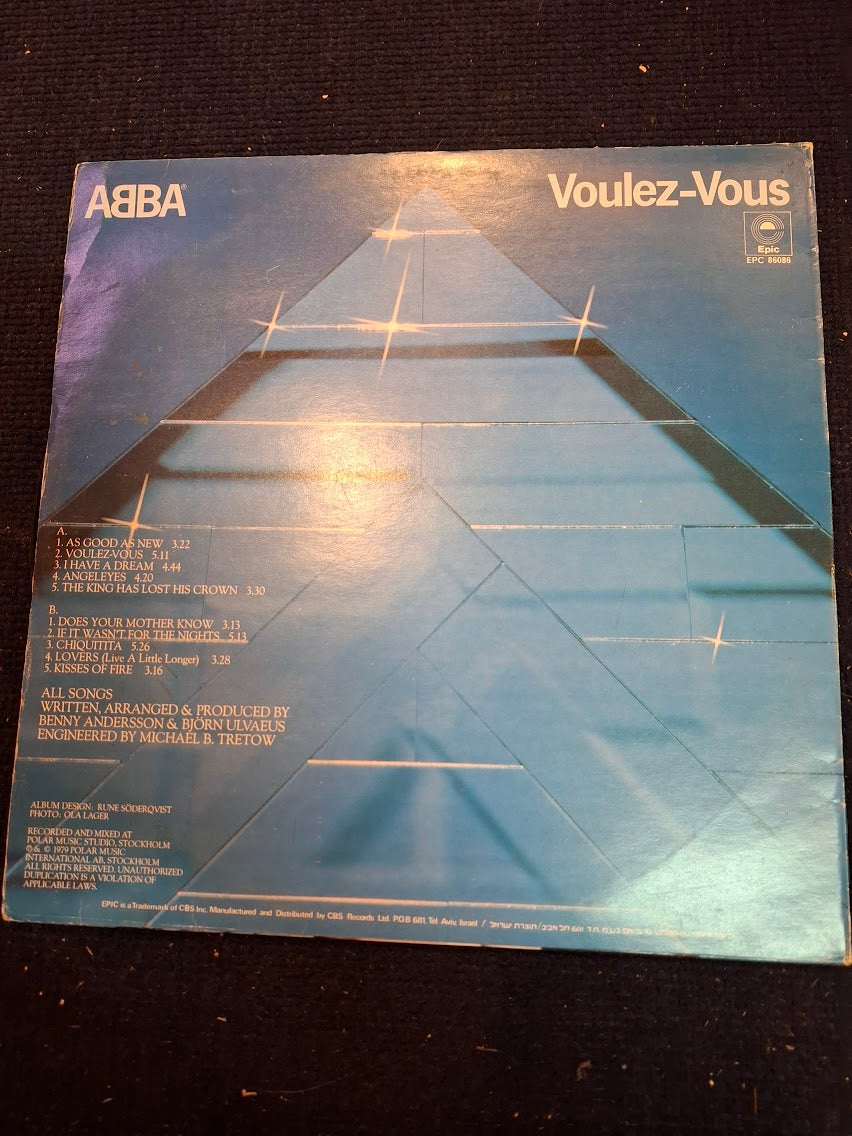 ABBA®
Voulez-Vous
Epic
EPC 86086
A.
1. AS GOOD AS NEW 3.22
2. VOULEZ-VOUS 5.11
3. I HAVE A DREAM 4.44
4. ANGELEYES 4.20
5. THE KING HAS LOST HIS CROWN 3.30
B.
1. DOES YOUR MOTHER KNOW 3.13
2. IF IT WASN'T FOR THE NIGHTS 5.13
3. CHIQUITITA 5.26
4. LOVERS (Live A Little Longer) 3.28
5. KISSES OF FIRE 3.16
ALL SONGS
WRITTEN, ARRANGED & PRODUCED BY
BENNY ANDERSSON & BJÖRN ULVAEUS
ENGINEERED BY MICHAEL B. TRETOW
ALBUM DESIGN: RUNE SÖDERQVIST
PHOTO: OLA LAGER
RECORDED AND MIXED AT
POLAR MUSIC STUDIO, STOCKHOLM
℗ & © 1979 POLAR MUSIC
INTERNATIONAL AB, STOCKHOLM
ALL RIGHTS RESERVED. UNAUTHORIZED
DUPLICATION IS A VIOLATION OF
APPLICABLE LAWS.
EPIC is a Trademark of CBS Inc. Manufactured and Distributed by CBS Records Ltd. P.O.B 681, Tel Aviv, Israel / תוצרת ישראל/ 681 תל אביב